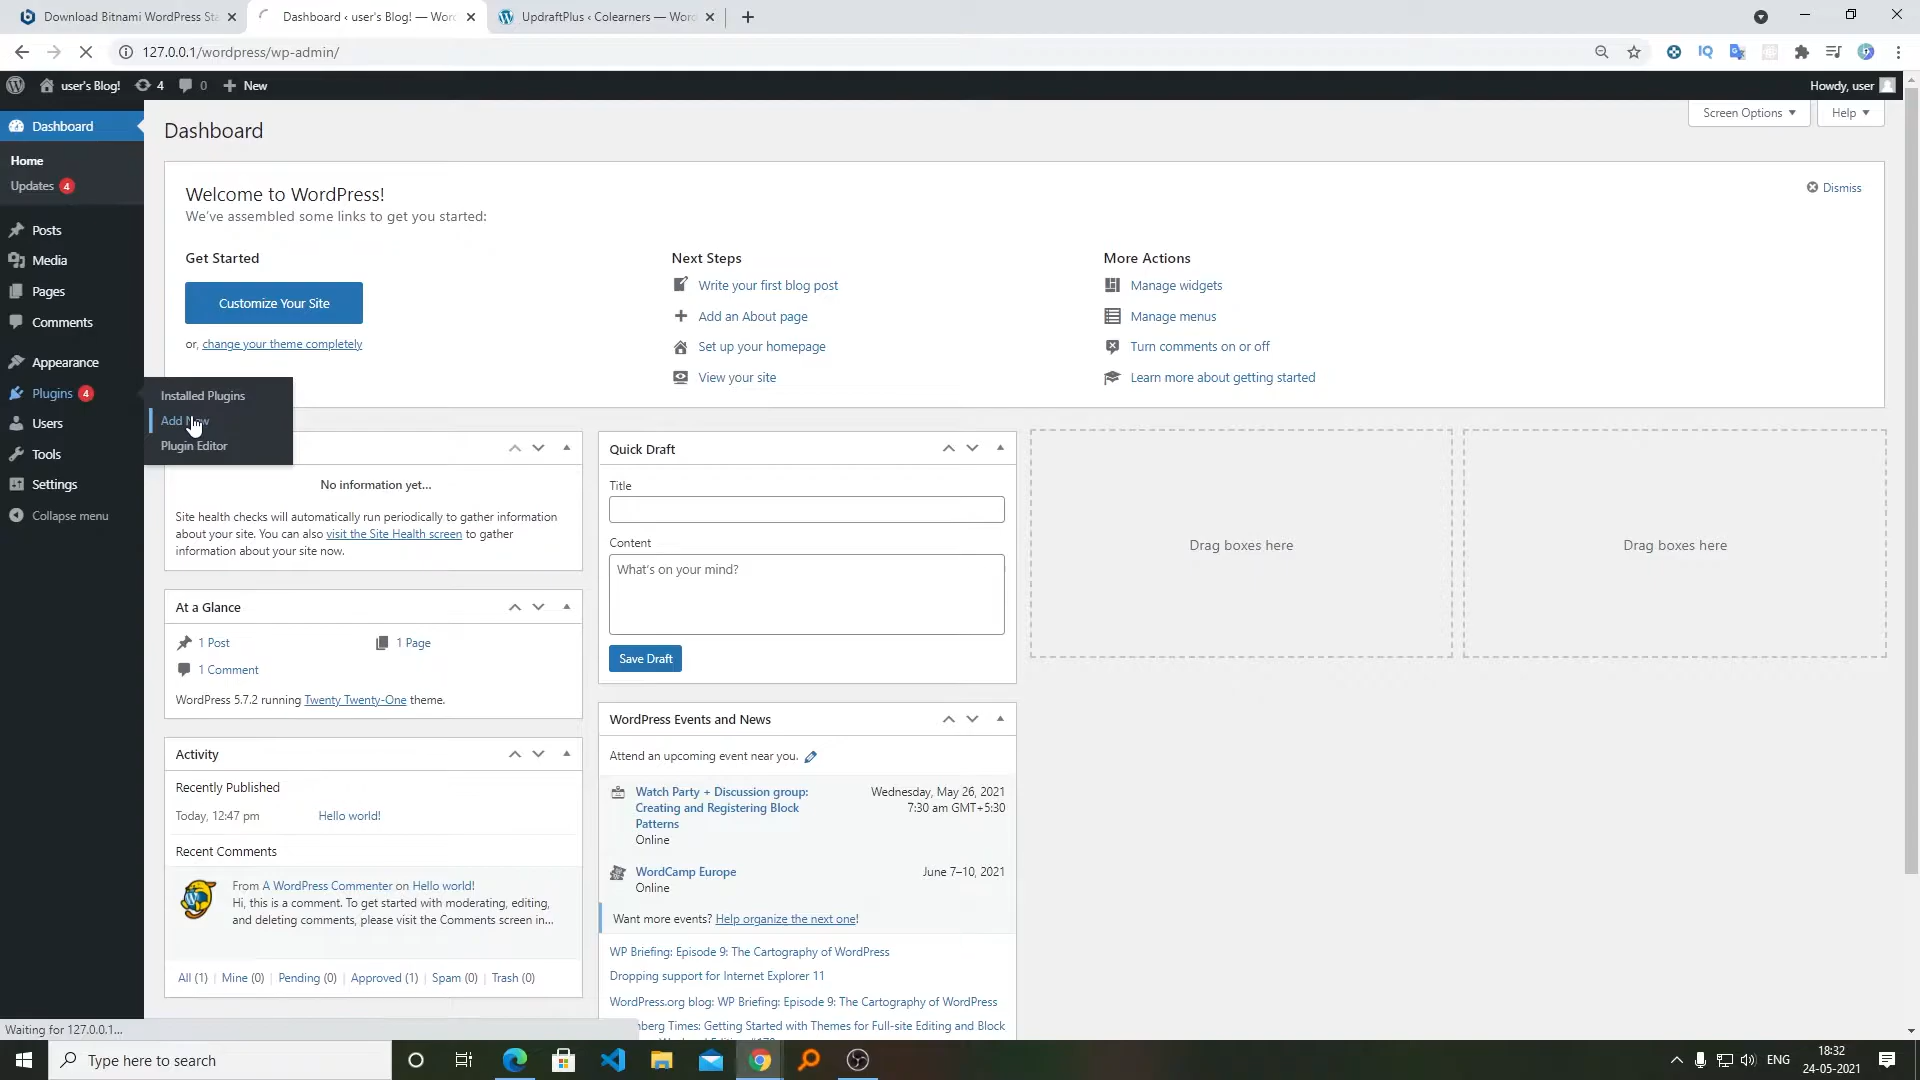 Download Bitnami WordPress Sta
Dashboard ‹ user's Blog! — Wor
UpdraftPlus ‹ Colearners — Wor
127.0.0.1/wordpress/wp-admin/
user's Blog!
4
0
New
Howdy, user
Screen Options
Help
Dashboard
Home
Updates 4
Posts
Media
Pages
Comments
Appearance
Plugins 4
Users
Tools
Settings
Collapse menu
Installed Plugins
Add New
Plugin Editor
Dashboard
Welcome to WordPress!
We've assembled some links to get you started:
Dismiss
Get Started
Customize Your Site
or, change your theme completely
Next Steps
Write your first blog post
Add an About page
Set up your homepage
View your site
More Actions
Manage widgets
Manage menus
Turn comments on or off
Learn more about getting started
No information yet...
Site health checks will automatically run periodically to gather information
about your site. You can also visit the Site Health screen to gather
information about your site now.
At a Glance
1 Post
1 Page
1 Comment
WordPress 5.7.2 running Twenty Twenty-One theme.
Activity
Recently Published
Today, 12:47 pm
Hello world!
Recent Comments
From A WordPress Commenter on Hello world!
Hi, this is a comment. To get started with moderating, editing,
and deleting comments, please visit the Comments screen in...
All (1) | Mine (0) | Pending (0) | Approved (1) | Spam (0) | Trash (0)
Quick Draft
Title
Content
What's on your mind?
Save Draft
WordPress Events and News
Attend an upcoming event near you.
Watch Party + Discussion group:
Creating and Registering Block
Patterns
Online
Wednesday, May 26, 2021
7:30 am GMT+5:30
WordCamp Europe
Online
June 7–10, 2021
Want more events? Help organize the next one!
WP Briefing: Episode 9: The Cartography of WordPress
Dropping support for Internet Explorer 11
WordPress.org blog: WP Briefing: Episode 9: The Cartography of WordPress
nberg Times: Getting Started with Themes for Full-site Editing and Block
Drag boxes here
Drag boxes here
Waiting for 127.0.0.1...
Type here to search
ENG
18:32
24-05-2021